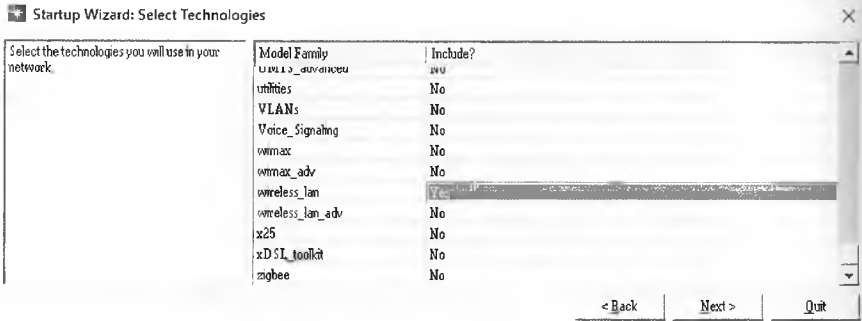 Startup Wizard: Select Technologies
Select the technologies you will use in your
network.
Model Family Include?
UMTS_advanced No
utilities No
VLANs No
Voice_Signaling No
wimax No
wimax_adv No
wireless_lan Yes
wireless_lan_adv No
x25 No
xDSL_toolkit No
zigbee No
< Back Next > Quit